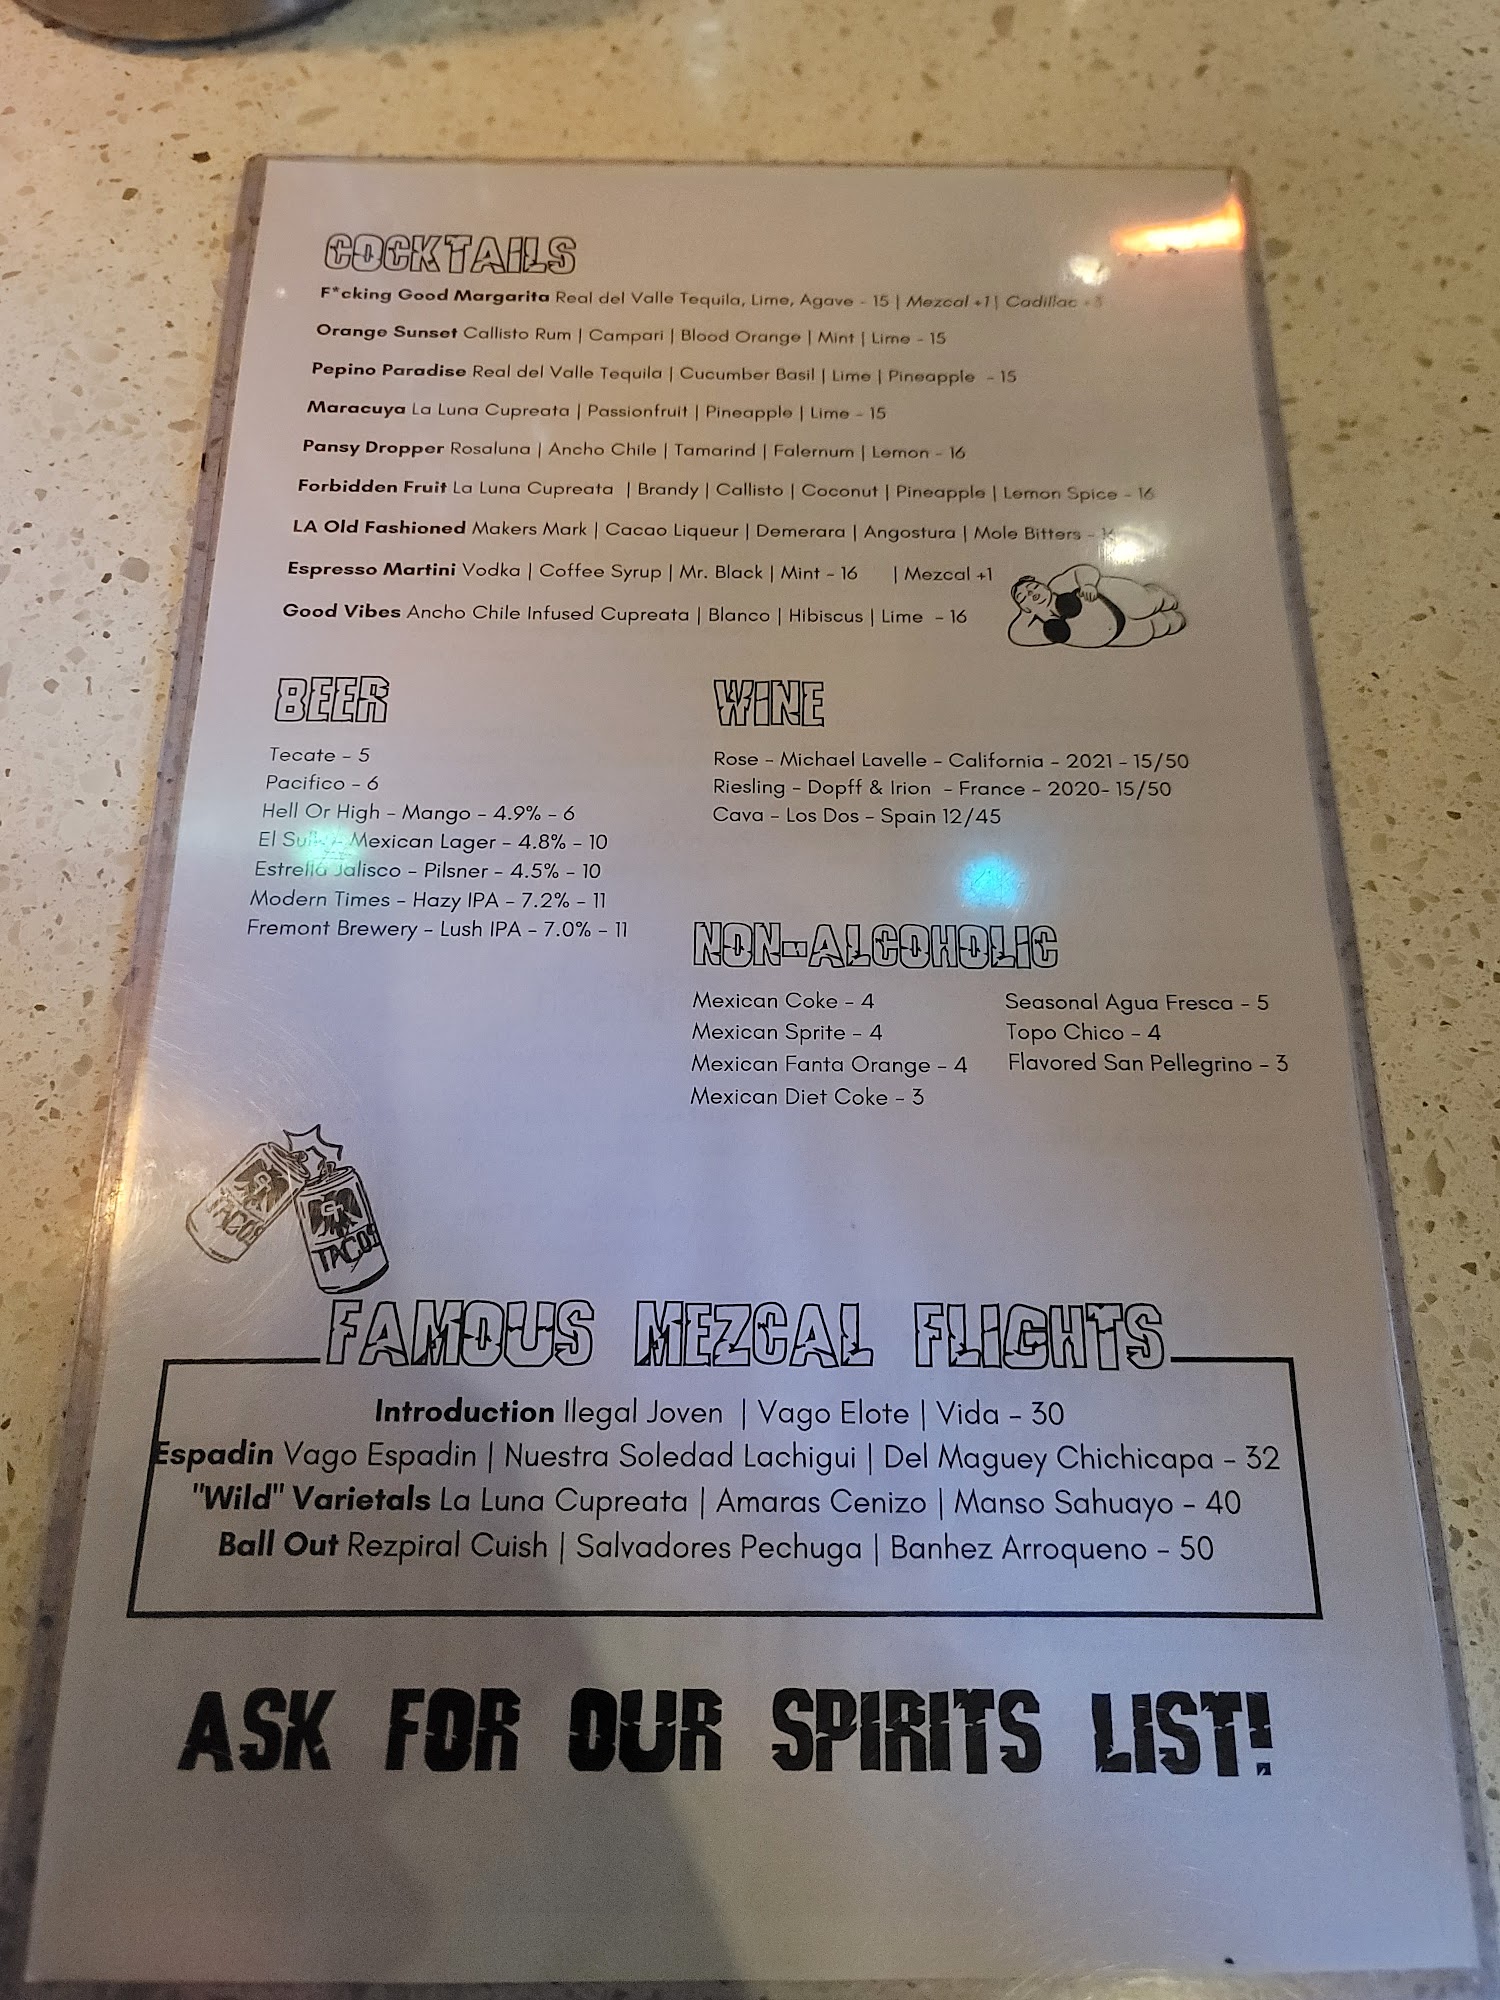 COCKTAILS
F*cking Good Margarita Real del Valle Tequila, Lime, Agave - 15 | Mezcal +1 | Cadillac +3
Orange Sunset Callisto Rum | Campari | Blood Orange | Mint | Lime - 15
Pepino Paradise Real del Valle Tequila | Cucumber Basil | Lime | Pineapple - 15
Maracuya La Luna Cupreata | Passionfruit | Pineapple | Lime - 15
Pansy Dropper Rosaluna | Ancho Chile | Tamarind | Falernum | Lemon - 16
Forbidden Fruit La Luna Cupreata | Brandy | Callisto | Coconut | Pineapple | Lemon Spice - 16
LA Old Fashioned Makers Mark | Cacao Liqueur | Demerara | Angostura | Mole Bitters -
Espresso Martini Vodka | Coffee Syrup | Mr. Black | Mint - 16 | Mezcal +1
Good Vibes Ancho Chile Infused Cupreata | Blanco | Hibiscus | Lime - 16
BEER
Tecate - 5
Pacifico - 6
Hell Or High - Mango - 4.9% - 6
El - Mexican Lager - 4.8% - 10
Estrella Jalisco - Pilsner - 4.5% - 10
Modern Times - Hazy IPA - 7.2% - 11
Fremont Brewery - Lush IPA - 7.0% - 11
WINE
Rose - Michael Lavelle - California - 2021 - 15/50
Riesling - Dopff & Irion - France - 2020- 15/50
Cava - Los Dos - Spain 12/45
NON-ALCOHOLIC
Mexican Coke - 4
Mexican Sprite - 4
Mexican Fanta Orange - 4
Mexican Diet Coke - 3
Seasonal Agua Fresca - 5
Topo Chico - 4
Flavored San Pellegrino - 3
TACOS
TACOS
FAMOUS MEZCAL FLIGHTS
Introduction Ilegal Joven | Vago Elote | Vida - 30
Espadin Vago Espadin | Nuestra Soledad Lachigui | Del Maguey Chichicapa - 32
"Wild" Varietals La Luna Cupreata | Amaras Cenizo | Manso Sahuayo - 40
Ball Out Rezpiral Cuish | Salvadores Pechuga | Banhez Arroqueno - 50
ASK FOR OUR SPIRITS LIST!